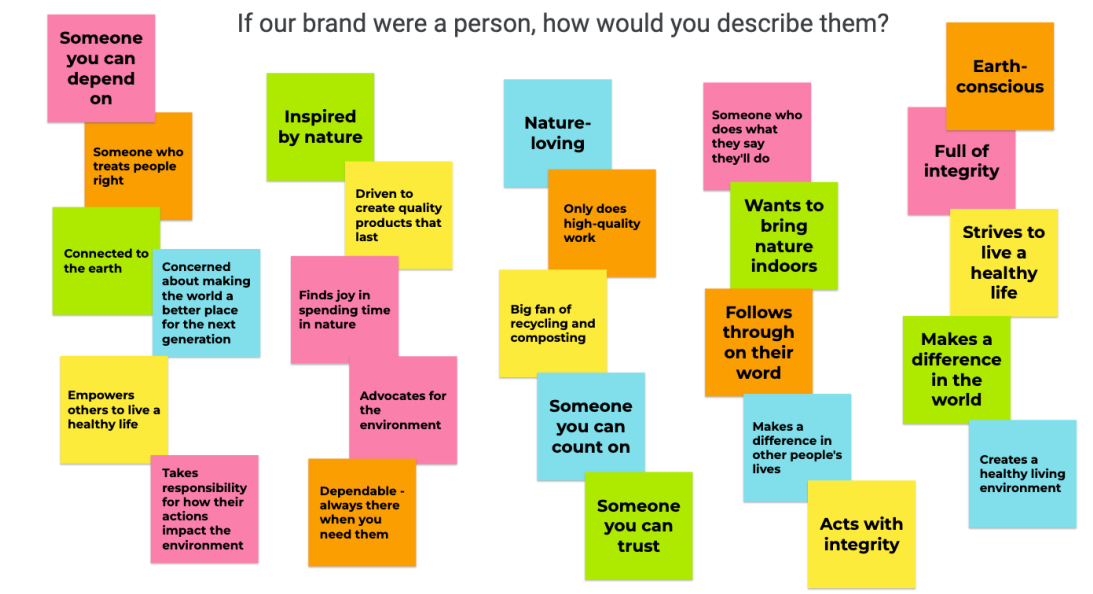 If our brand were a person, how would you describe them?
Someone
you can
depend
on
Someone who
treats people
right
Connected to
the earth
Concerned
about making
the world a
better place
for the next
generation
Empowers
others to live a
healthy life
Takes
responsibility
for how their
actions
impact the
environment
Inspired
by nature
Driven to
create quality
products that
last
Finds joy in
spending time
in nature
Advocates for
the
environment
Dependable -
always there
when you
need them
Nature-
loving
Only does
high-quality
work
Big fan of
recycling and
composting
Someone
you can
count on
Someone
you can
trust
Someone who
does what
they say
they'll do
Wants to
bring
nature
indoors
Follows
through
on their
word
Makes a
difference in
other people's
lives
Acts with
integrity
Earth-
conscious
Full of
integrity
Strives to
live a
healthy
life
Makes a
difference
in the
world
Creates a
healthy living
environment